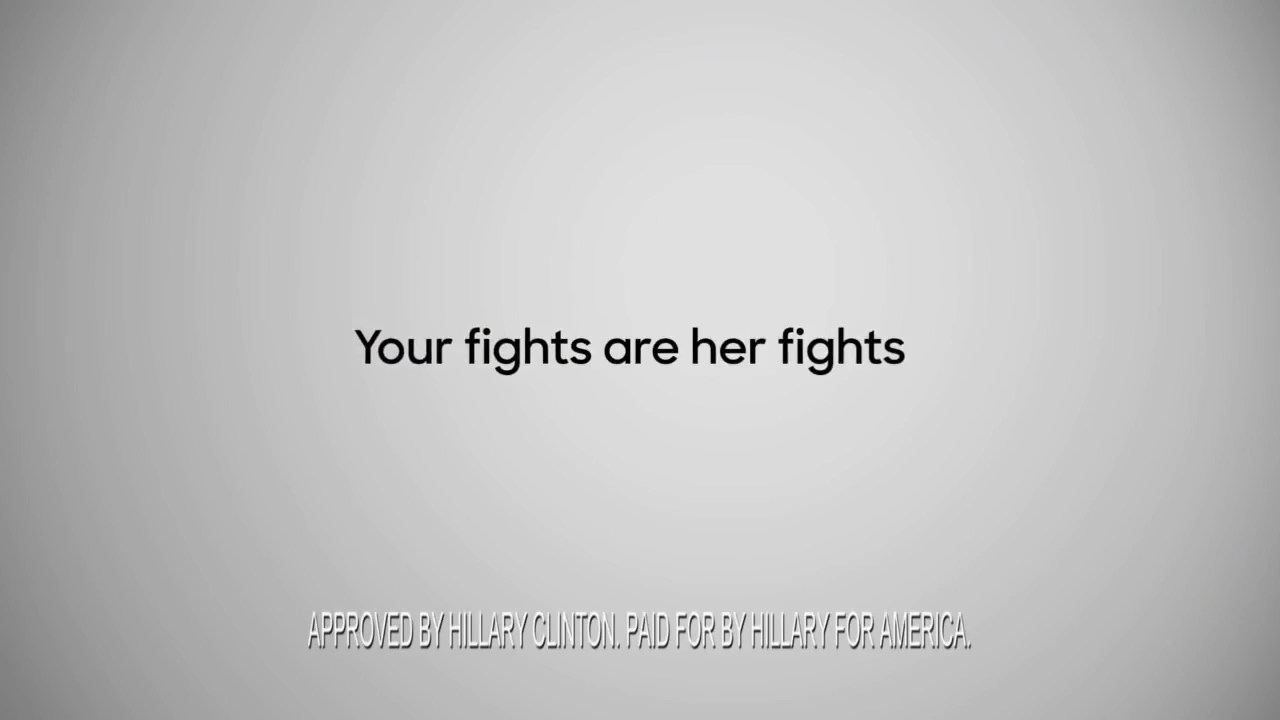 Your fights are her fights
APPROVED BY HILLARY CLINTON. PAID FOR BY HILLARY FOR AMERICA.